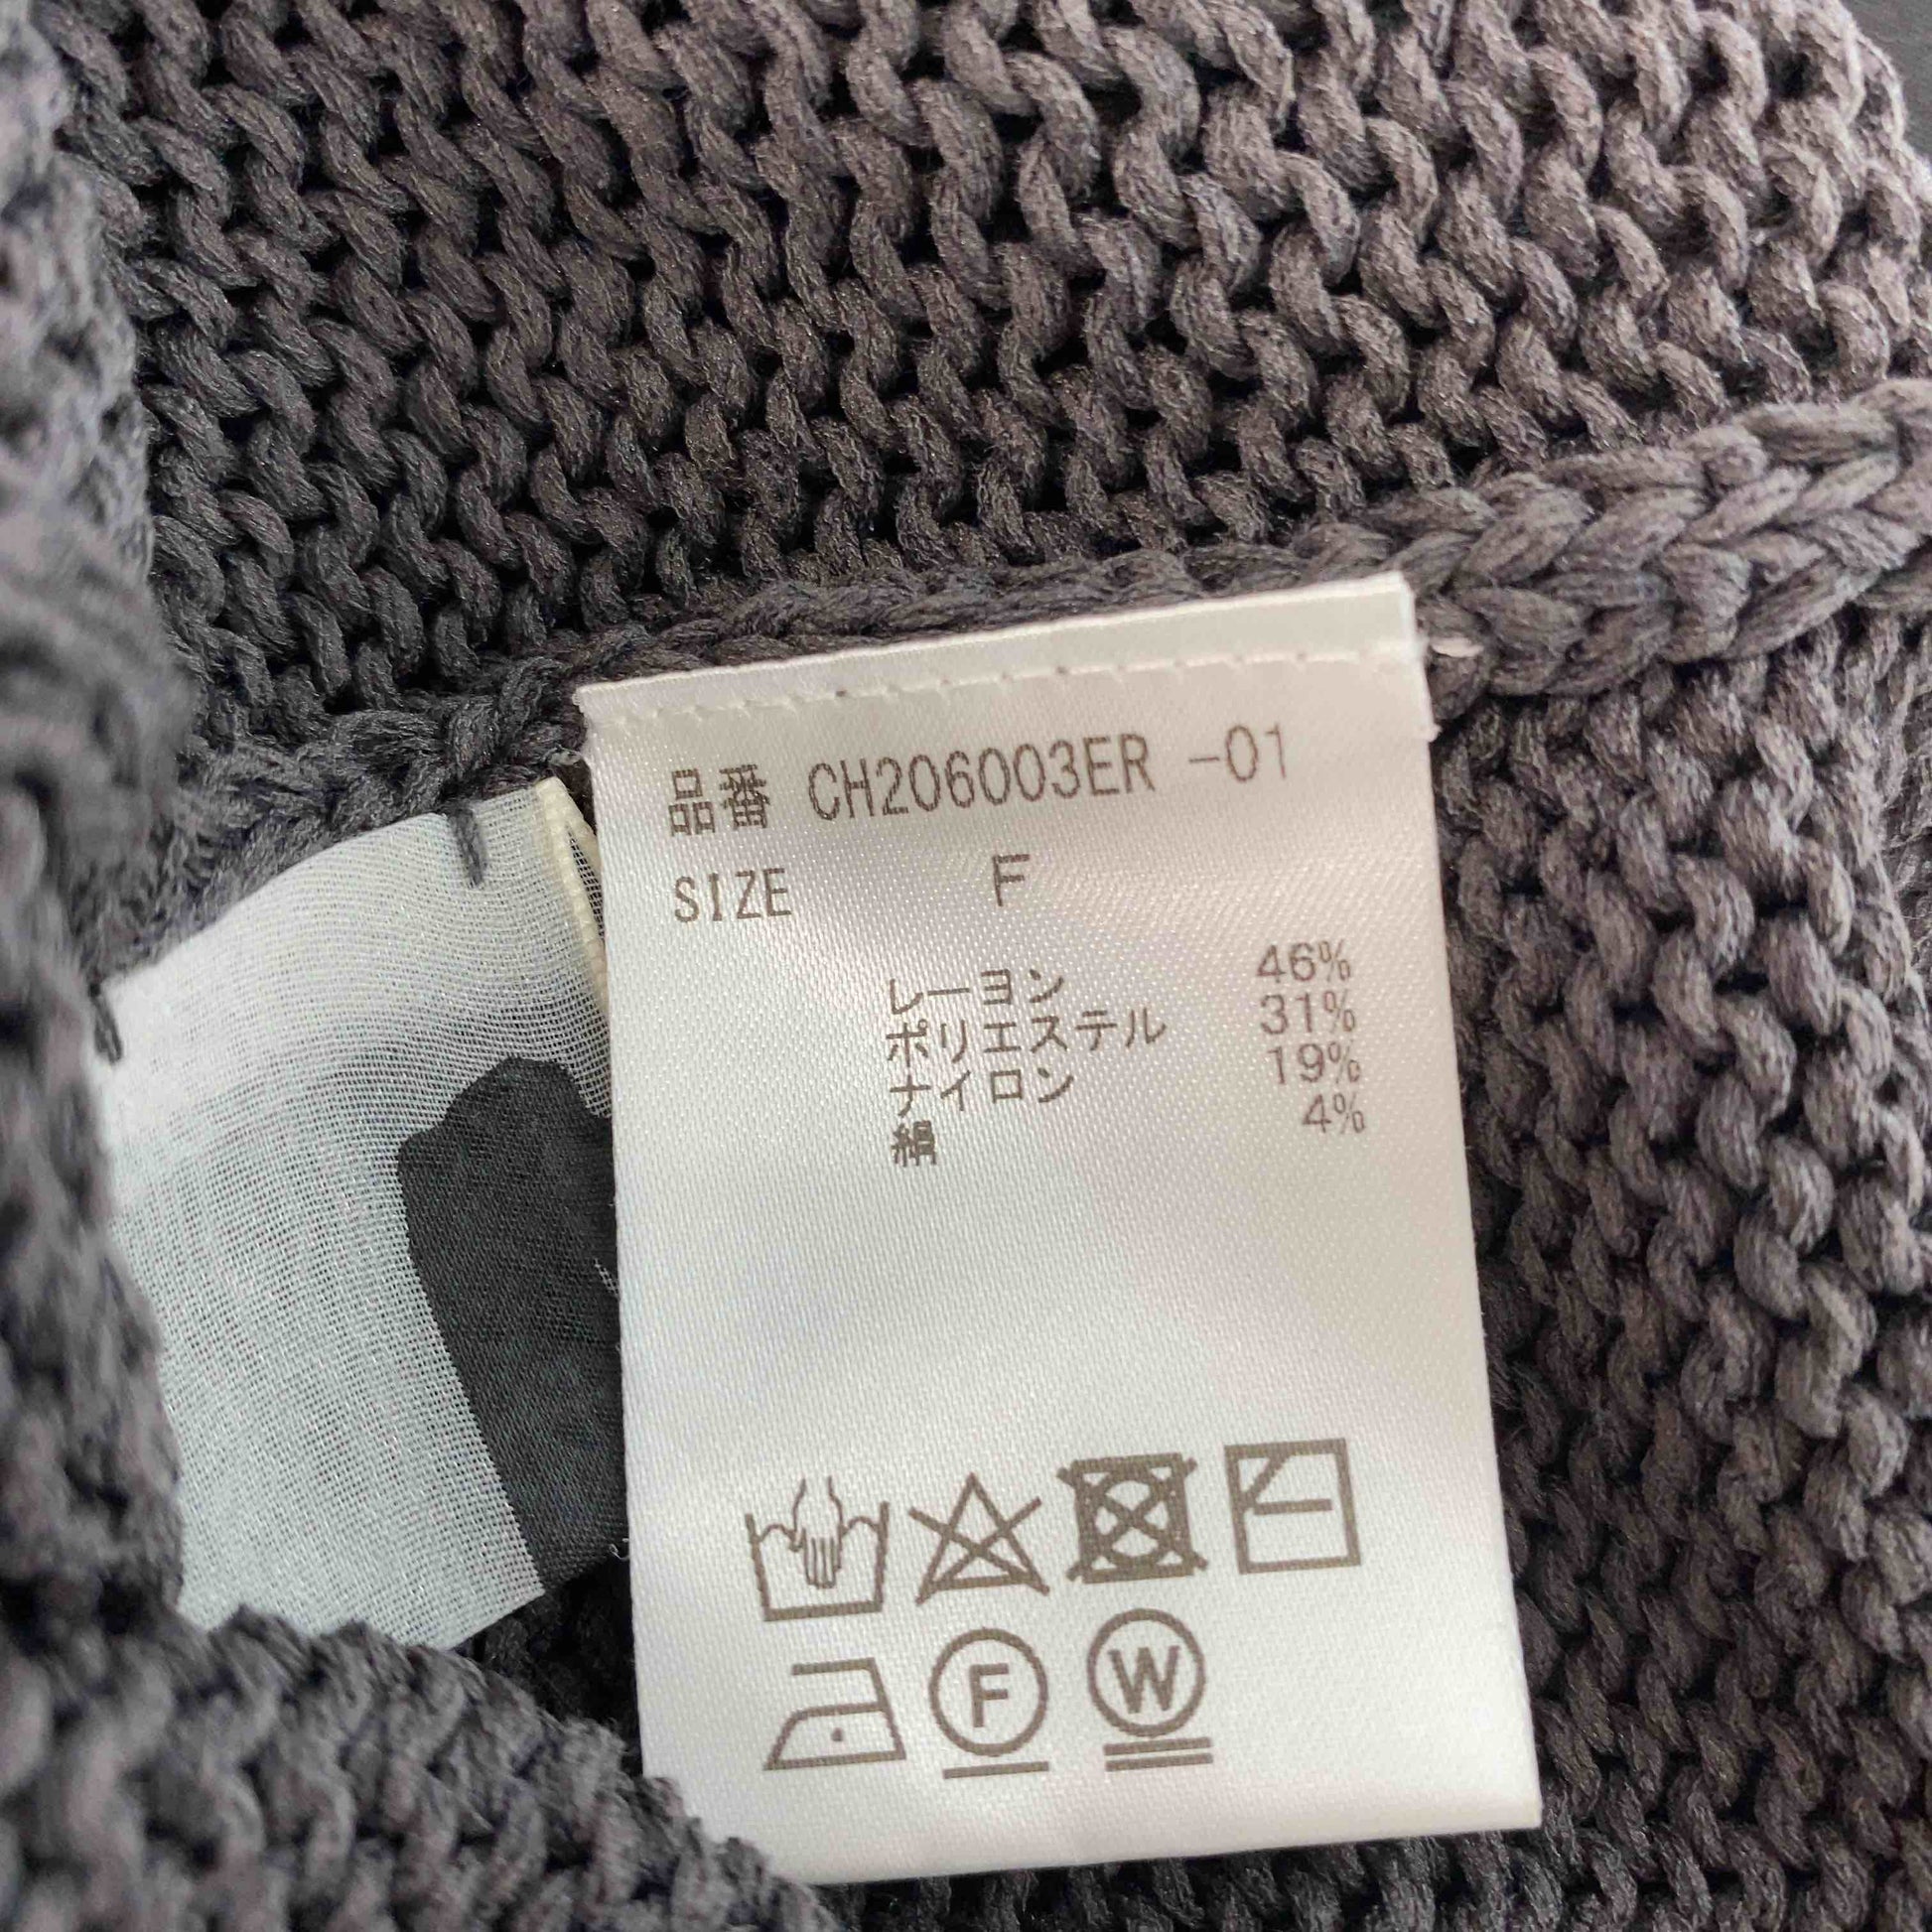 品番 CH206003ER -01
SIZE F
レーヨン 46%
ポリエステル 31%
ナイロン 19%
絹 4%
F W